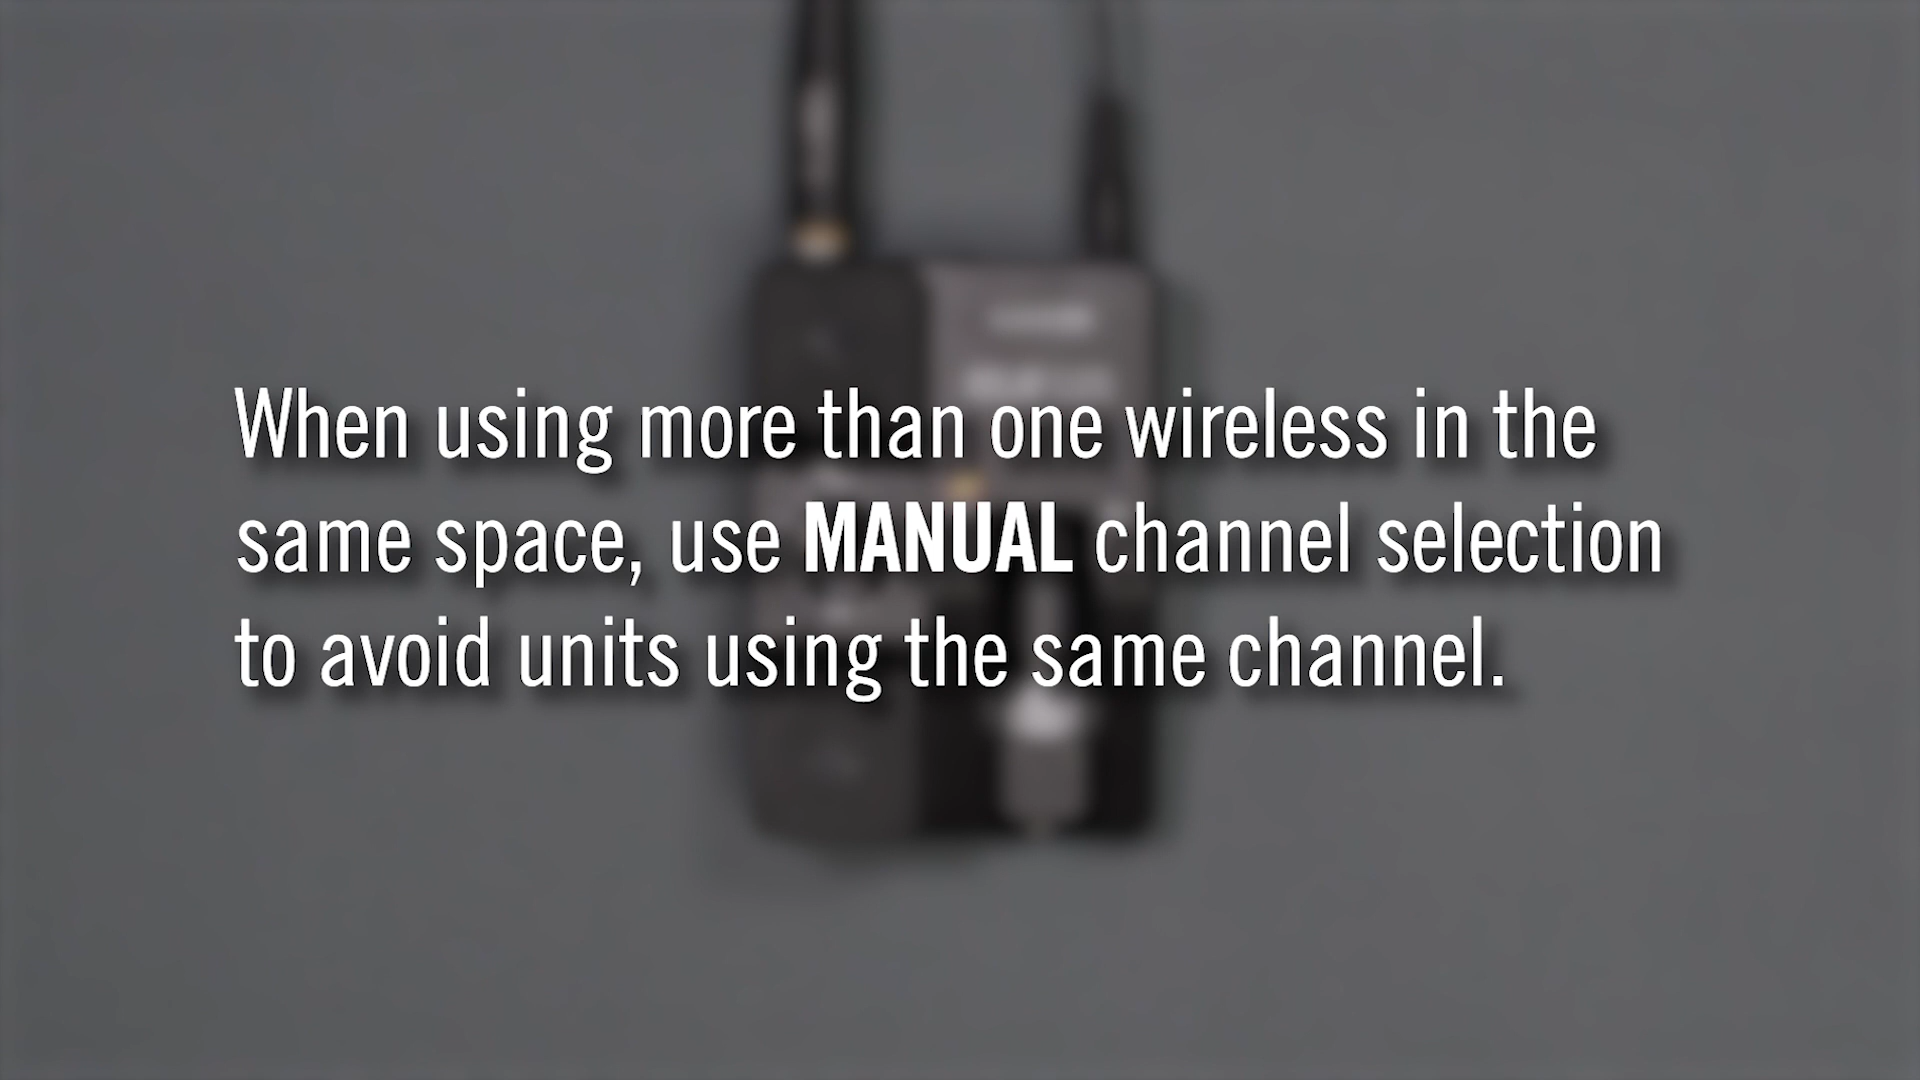 When using more than one wireless in the
same space, use MANUAL channel selection
to avoid units using the same channel.